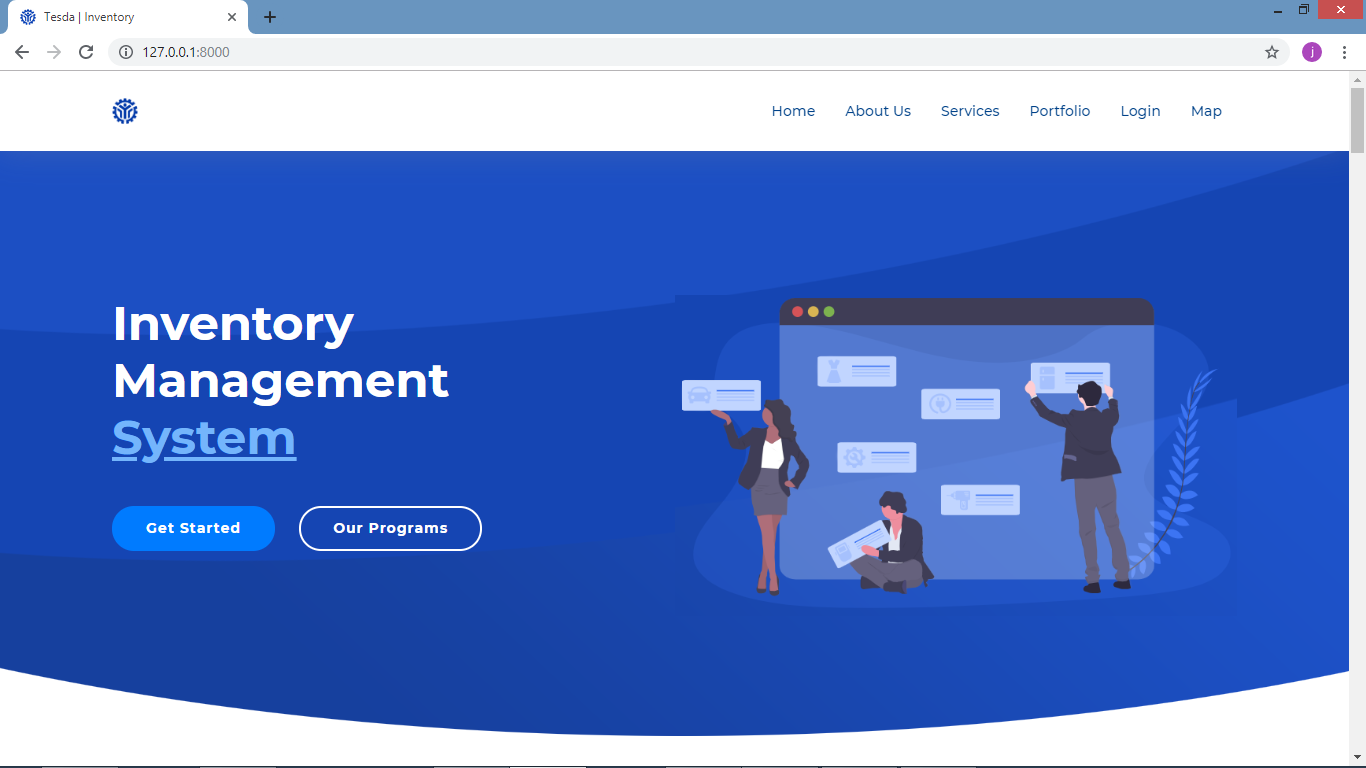 Tesda | Inventory
127.0.0.1:8000
j
Home About Us Services Portfolio Login Map
Inventory
Management
System
Get Started Our Programs